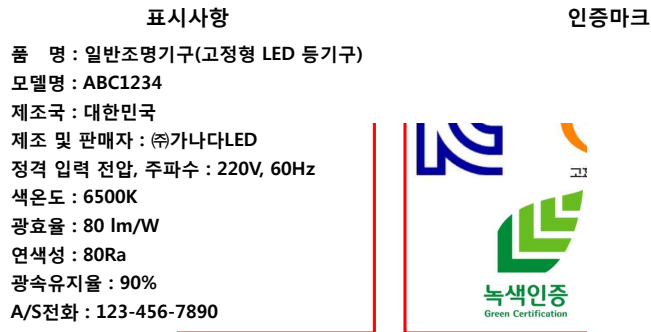 표시사항
인증마크
품 명 : 일반조명기구(고정형 LED 등기구)
모델명 : ABC1234
제조국 : 대한민국
제조 및 판매자 : ㈜가나다LED
정격 입력 전압, 주파수 : 220V, 60Hz
색온도 : 6500K
광효율 : 80 lm/W
연색성 : 80Ra
광속유지율 : 90%
A/S전화 : 123-456-7890
녹색인증
Green Certification